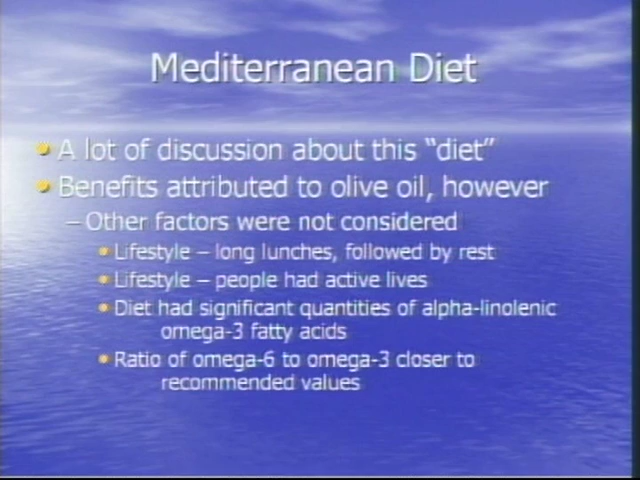 Mediterranean Diet
A lot of discussion about this “diet”
Benefits attributed to olive oil, however
– Other factors were not considered
Lifestyle – long lunches, followed by rest
Lifestyle – people had active lives
Diet had significant quantities of alpha-linolenic
omega-3 fatty acids
Ratio of omega-6 to omega-3 closer to
recommended values